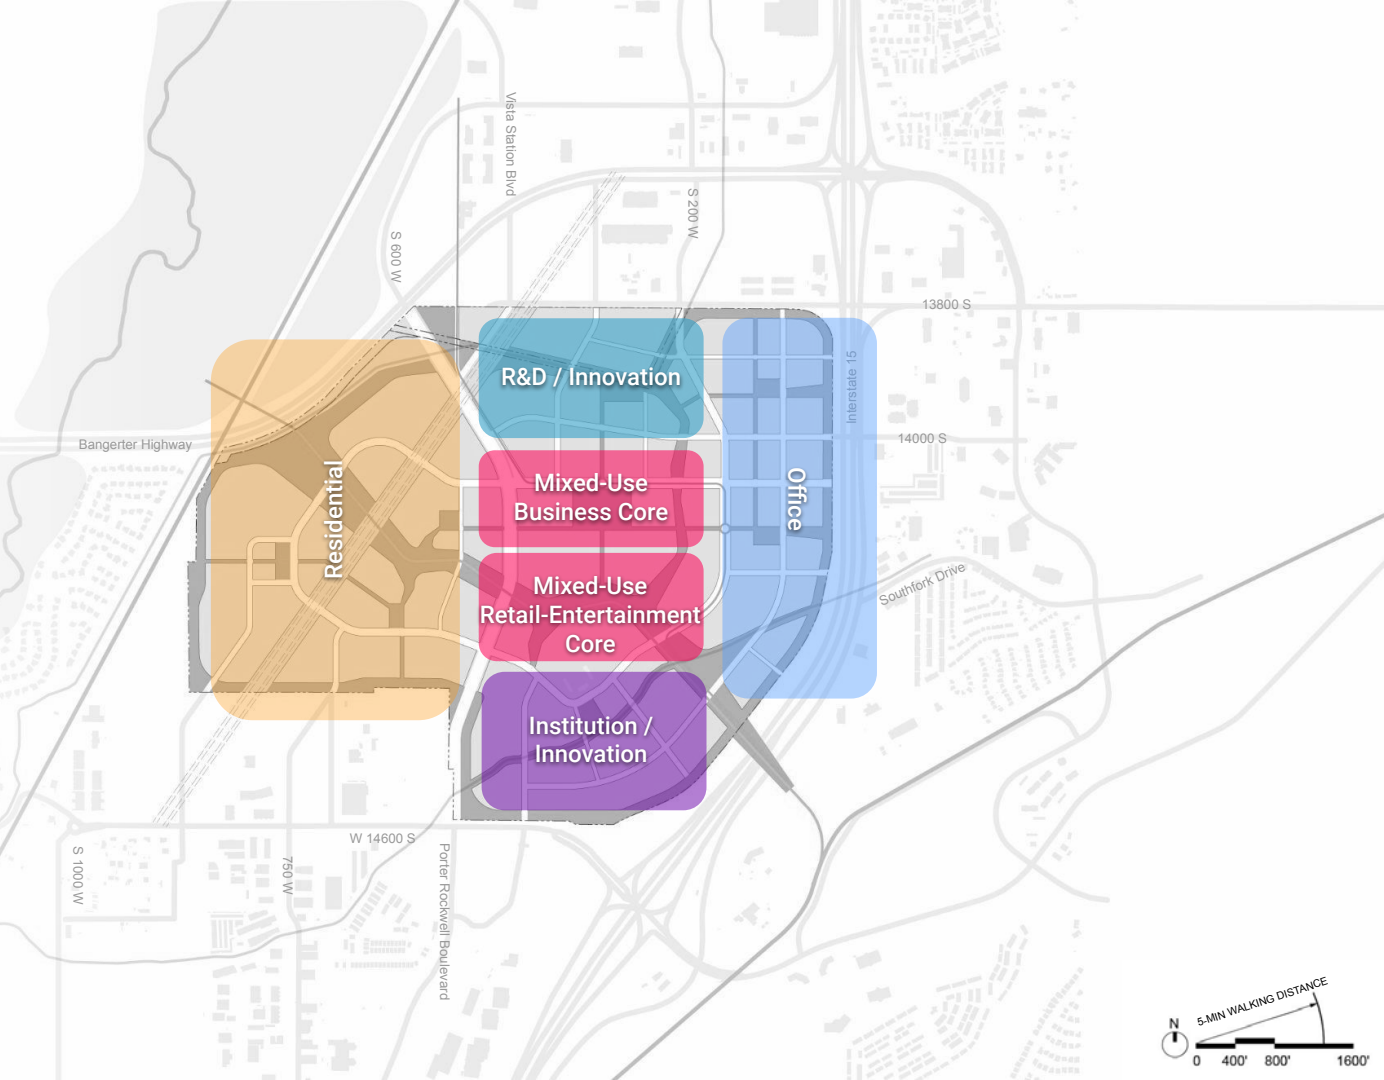 Vista Station Blvd
S 200 W
S 600 W
13800 S
Interstate 15
R&D / Innovation
Bangerter Highway
14000 S
Residential
Mixed-Use
Business Core
Office
Mixed-Use
Retail-Entertainment
Core
Southfork Drive
Institution /
Innovation
W 14600 S
S 1000 W
750 W
Porter Rockwell Boulevard
5-MIN WALKING DISTANCE
N
0 400' 800' 1600'